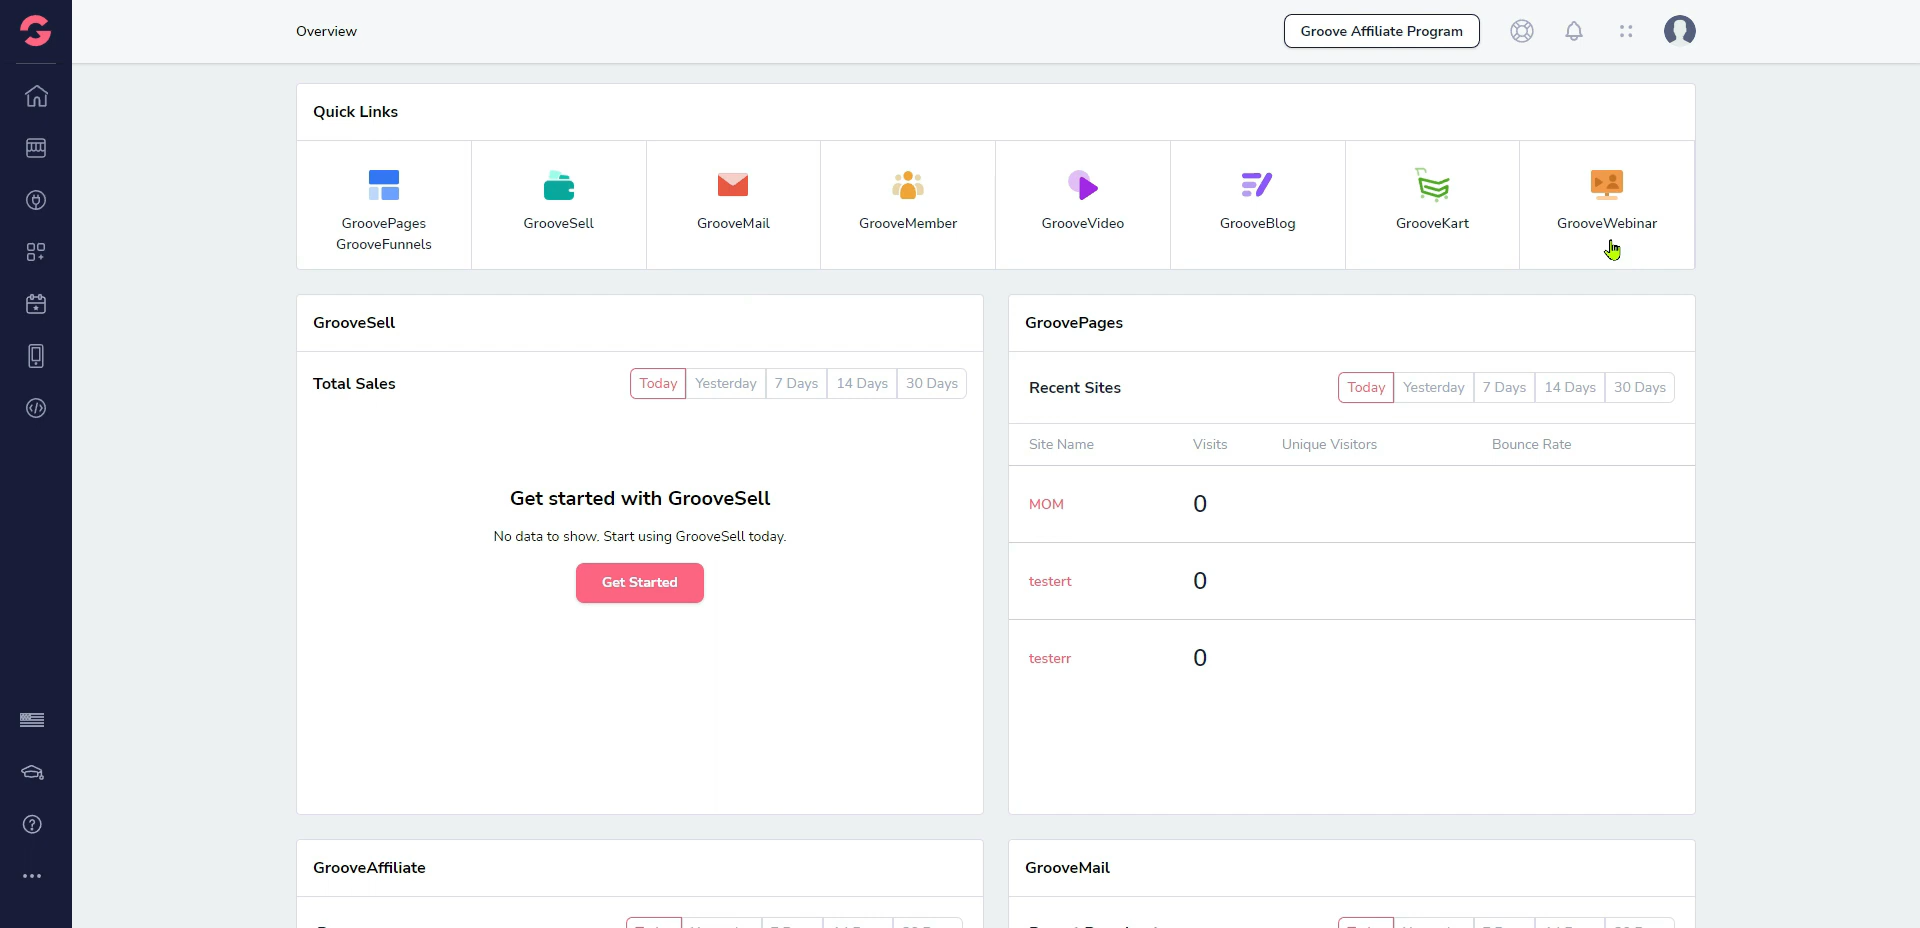 Overview
Groove Affiliate Program
Quick Links
GroovePages
GrooveFunnels
GrooveSell
GrooveMail
GrooveMember
GrooveVideo
GrooveBlog
GrooveKart
GrooveWebinar
GrooveSell
Total Sales
Today Yesterday 7 Days 14 Days 30 Days
Get started with GrooveSell
No data to show. Start using GrooveSell today.
Get Started
GroovePages
Recent Sites
Today Yesterday 7 Days 14 Days 30 Days
Site Name Visits Unique Visitors Bounce Rate
MOM 0
testert 0
testerr 0
GrooveAffiliate
GrooveMail